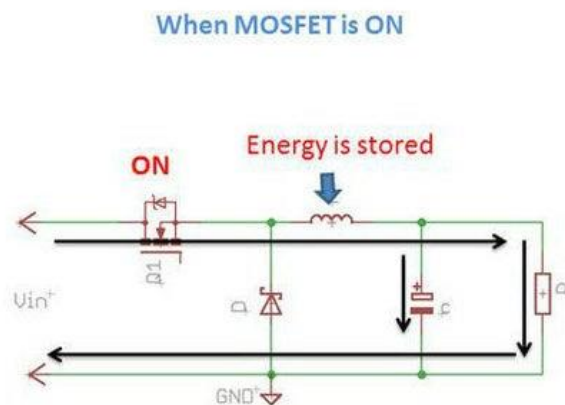 When MOSFET is ON
Energy is stored
ON
Q1
Vin+
D
GND+